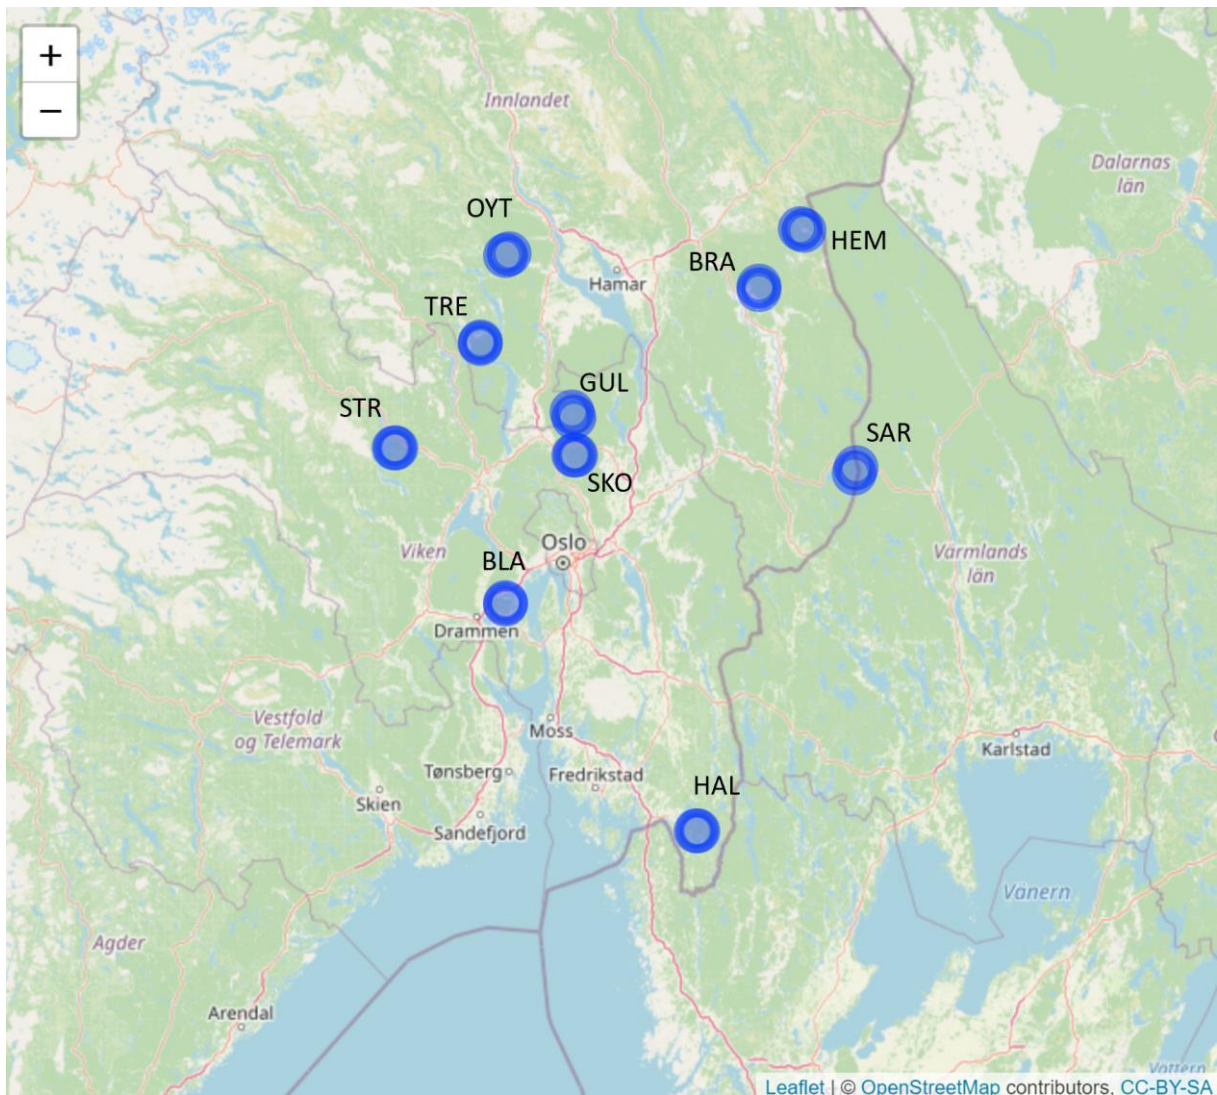 +
−
Innlandet
Dalarnas
län
OYT
HEM
BRA
Hamar
TRE
GUL
STR
SAR
SKO
Oslo
Viken
Värmlands
län
BLA
Drammen
Vestfold
og Telemark
Moss
Karlstad
Tønsberg
Fredrikstad
HAL
Skien
Sandefjord
Vänern
Agder
Arendal
Leaflet | © OpenStreetMap contributors, CC-BY-SA